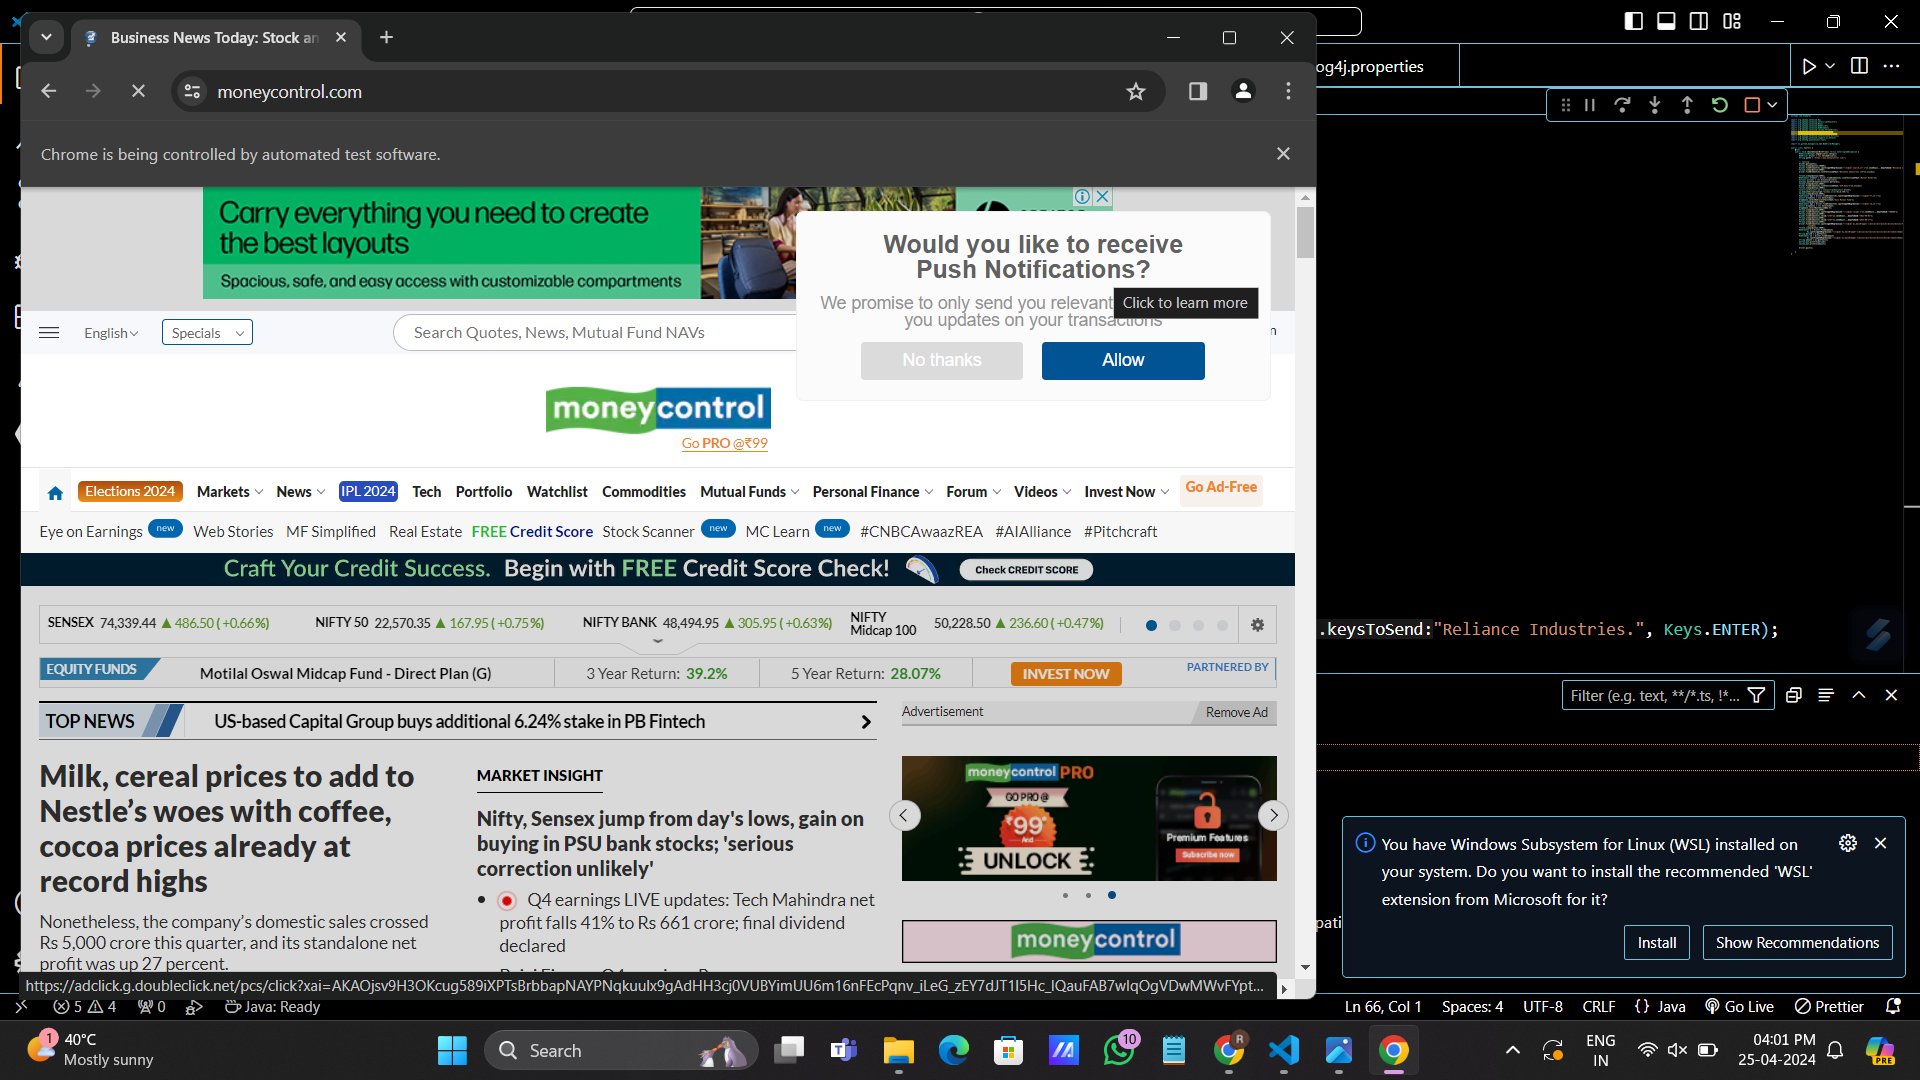 Business News Today: Stock an
moneycontrol.com
Chrome is being controlled by automated test software.
og4j.properties
Carry everything you need to create
the best layouts
Spacious, safe, and easy access with customizable compartments
Would you like to receive
Push Notifications?
We promise to only send you relevant
Click to learn more
you updates on your transactions
No thanks
Allow
English
Specials
Search Quotes, News, Mutual Fund NAVs
n
moneycontrol
Go PRO @₹99
Elections 2024
Markets
News
IPL 2024
Tech
Portfolio
Watchlist
Commodities
Mutual Funds
Personal Finance
Forum
Videos
Invest Now
Go Ad-Free
Eye on Earnings new
Web Stories
MF Simplified
Real Estate
FREE Credit Score
Stock Scanner new
MC Learn new
#CNBCAwaazREA
#AIAlliance
#Pitchcraft
Craft Your Credit Success. Begin with FREE Credit Score Check!
Check CREDIT SCORE
SENSEX 74,339.44 ▲ 486.50 (+0.66%)
NIFTY 50 22,570.35 ▲ 167.95 (+0.75%)
NIFTY BANK 48,494.95 ▲ 305.95 (+0.63%)
NIFTY
Midcap 100
50,228.50 ▲ 236.60 (+0.47%)
.keysToSend:"Reliance Industries.", Keys.ENTER);
EQUITY FUNDS
Motilal Oswal Midcap Fund - Direct Plan (G)
3 Year Return: 39.2%
5 Year Return: 28.07%
INVEST NOW
PARTNERED BY
Filter (e.g. text, **/*.ts, !*...
TOP NEWS
US-based Capital Group buys additional 6.24% stake in PB Fintech
Advertisement
Remove Ad
Milk, cereal prices to add to
Nestle’s woes with coffee,
cocoa prices already at
record highs
Nonetheless, the company’s domestic sales crossed
Rs 5,000 crore this quarter, and its standalone net
profit was up 27 percent.
MARKET INSIGHT
Nifty, Sensex jump from day's lows, gain on
buying in PSU bank stocks; 'serious
correction unlikely'
Q4 earnings LIVE updates: Tech Mahindra net
profit falls 41% to Rs 661 crore; final dividend
declared
moneycontrol PRO
GO PRO @
₹99
And
UNLOCK
Premium Features
Subscribe now
moneycontrol
pati
You have Windows Subsystem for Linux (WSL) installed on
your system. Do you want to install the recommended 'WSL'
extension from Microsoft for it?
Install
Show Recommendations
5
4
0
Java: Ready
Ln 66, Col 1
Spaces: 4
UTF-8
CRLF
{ } Java
Go Live
Prettier
1
40°C
Mostly sunny
Search
10
R
ENG
IN
04:01 PM
25-04-2024
PRE